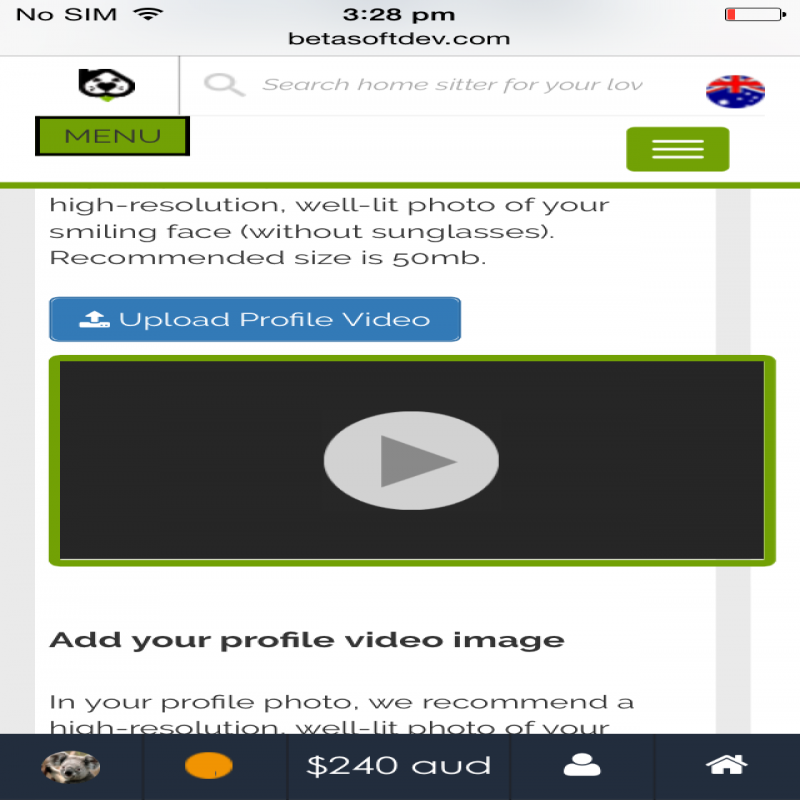 No SIM 3:28 pm
betasoftdev.com
Search home sitter for your lov
MENU
high-resolution, well-lit photo of your
smiling face (without sunglasses).
Recommended size is 50mb.
Upload Profile Video
Add your profile video image
In your profile photo, we recommend a
high-resolution, well-lit photo of your
$240 aud